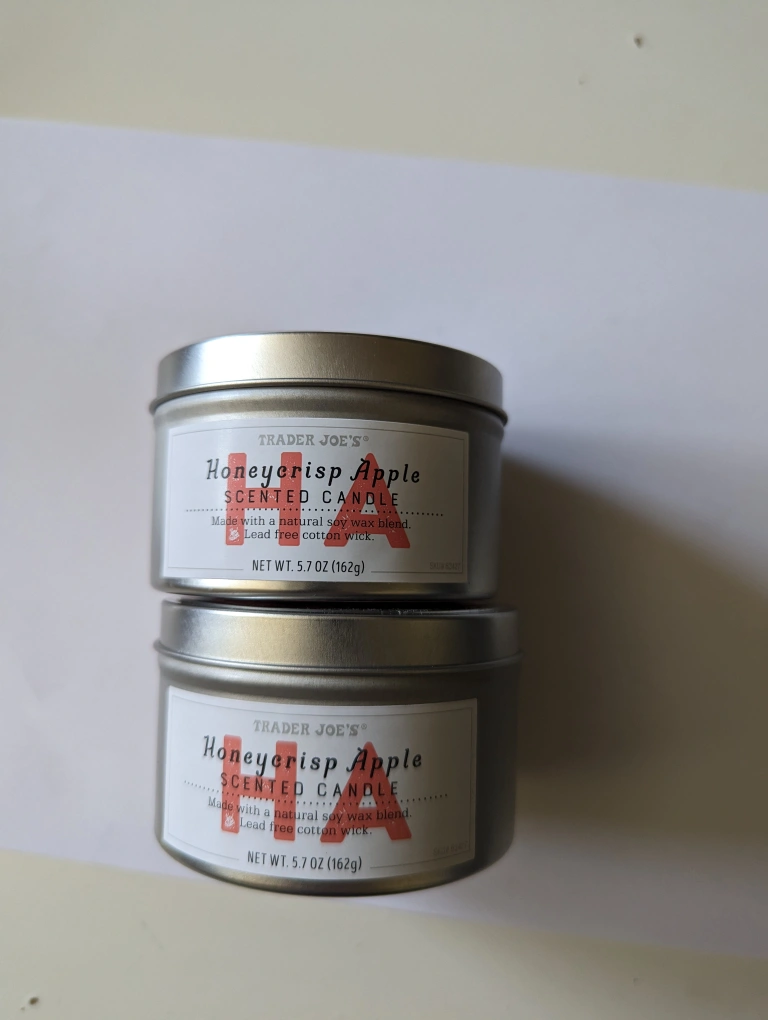 TRADER JOE'S®
HA
Honeycrisp Apple
SCENTED CANDLE
Made with a natural soy wax blend.
Lead free cotton wick.
NET WT. 5.7 OZ (162g)
TRADER JOE'S®
HA
Honeycrisp Apple
SCENTED CANDLE
Made with a natural soy wax blend.
Lead free cotton wick.
NET WT. 5.7 OZ (162g)